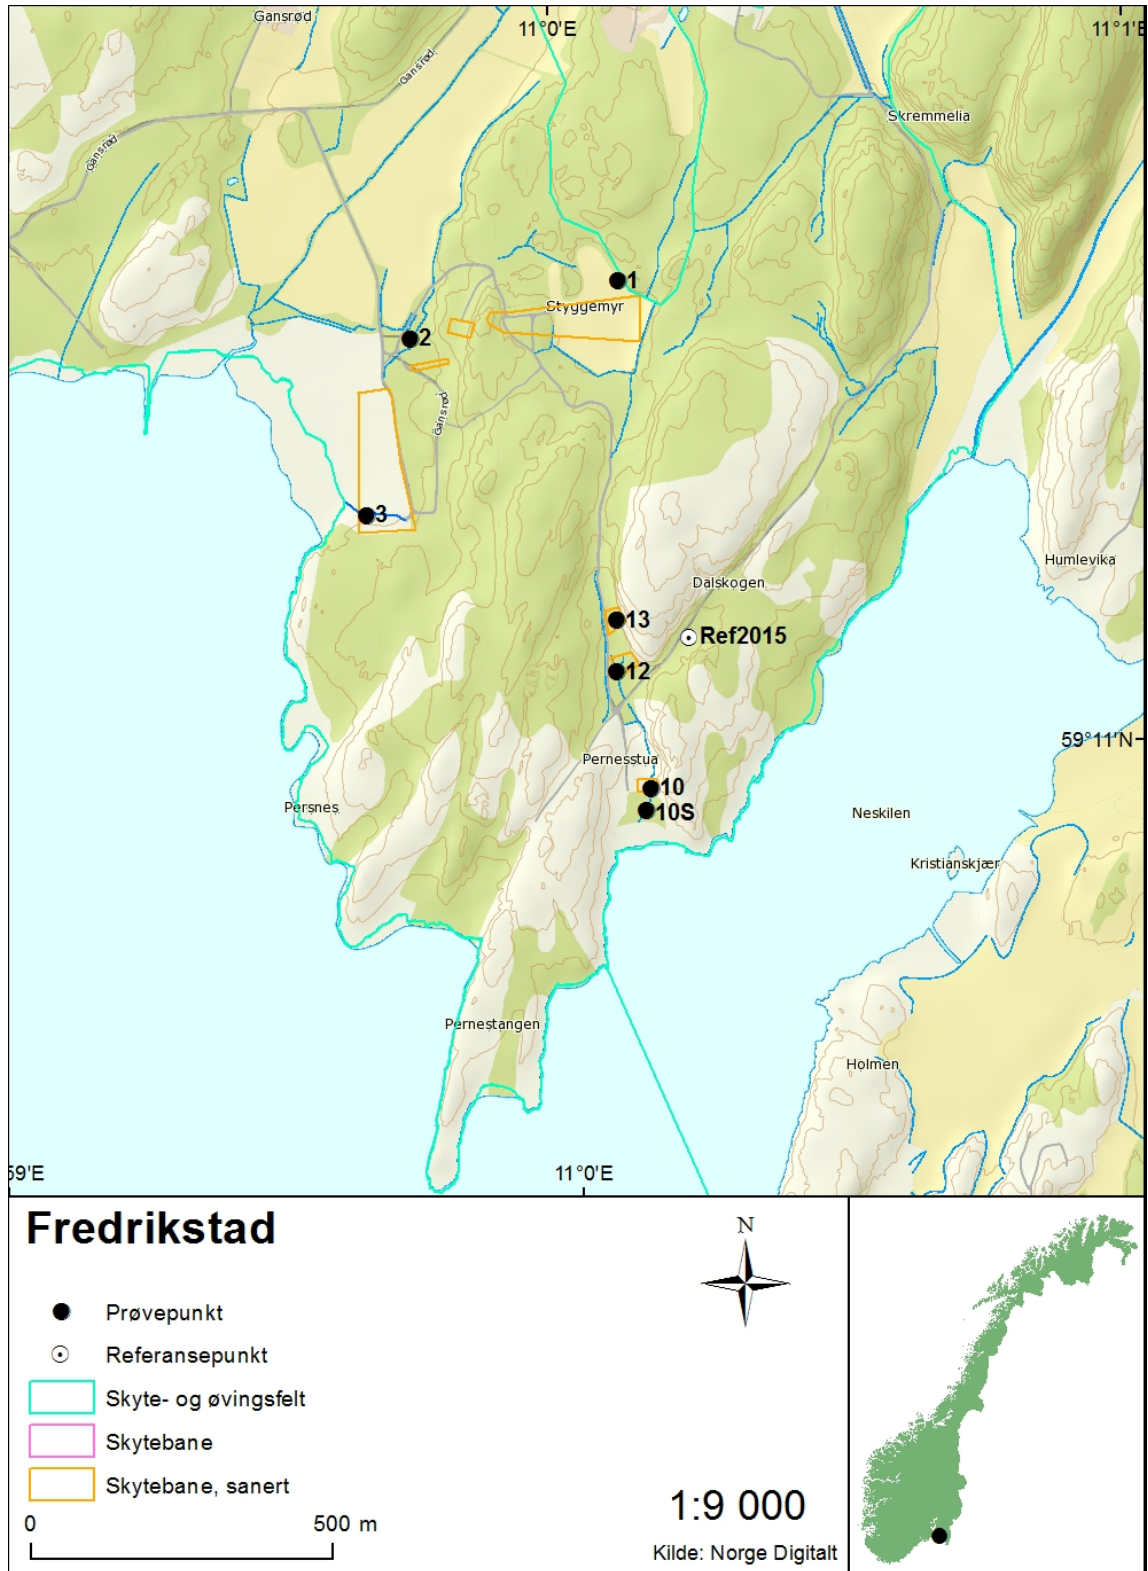 Gansrød
11°0'E
11°1'E
Gansrød
Skremmelia
Gansrød
1
Styggemyr
2
Gansrød
3
Humlevika
Dalskogen
13
Ref2015
12
59°11'N
Pernesstua
10
Persnes
10S
Neskilen
Kristianskjær
Pernestangen
Holmen
59'E
11°0'E
Fredrikstad
N
Prøvepunkt
Referansepunkt
Skyte- og øvingsfelt
Skytebane
Skytebane, sanert
0
500 m
1:9 000
Kilde: Norge Digitalt